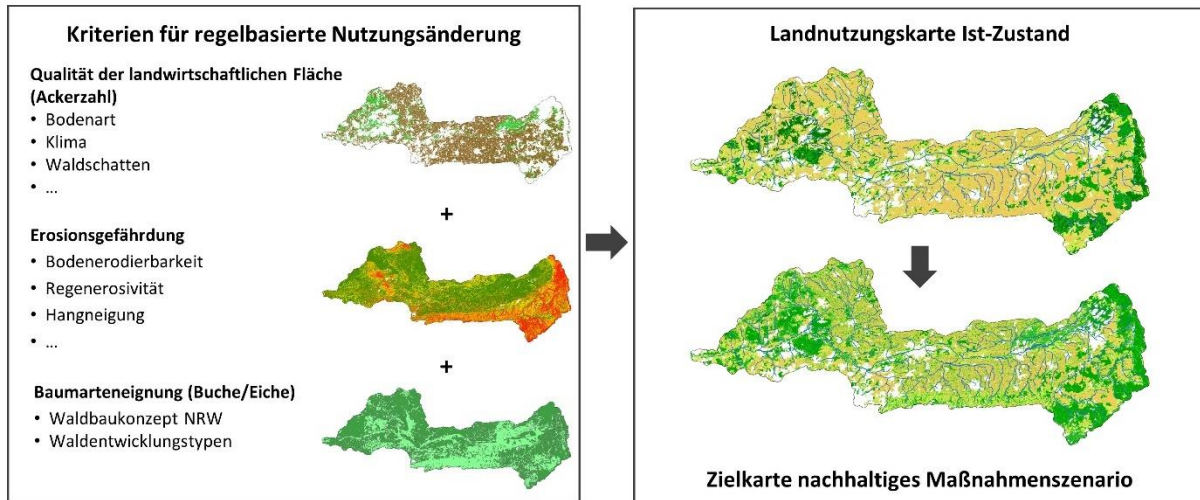 Kriterien für regelbasierte Nutzungsänderung
Qualität der landwirtschaftlichen Fläche
(Ackerzahl)
• Bodenart
• Klima
• Waldschatten
• ...
+
Erosionsgefährdung
• Bodenerodierbarkeit
• Regenerosivität
• Hangneigung
• ...
+
Baumarteneignung (Buche/Eiche)
• Waldbaukonzept NRW
• Waldentwicklungstypen
Landnutzungskarte Ist-Zustand
Zielkarte nachhaltiges Maßnahmenszenario